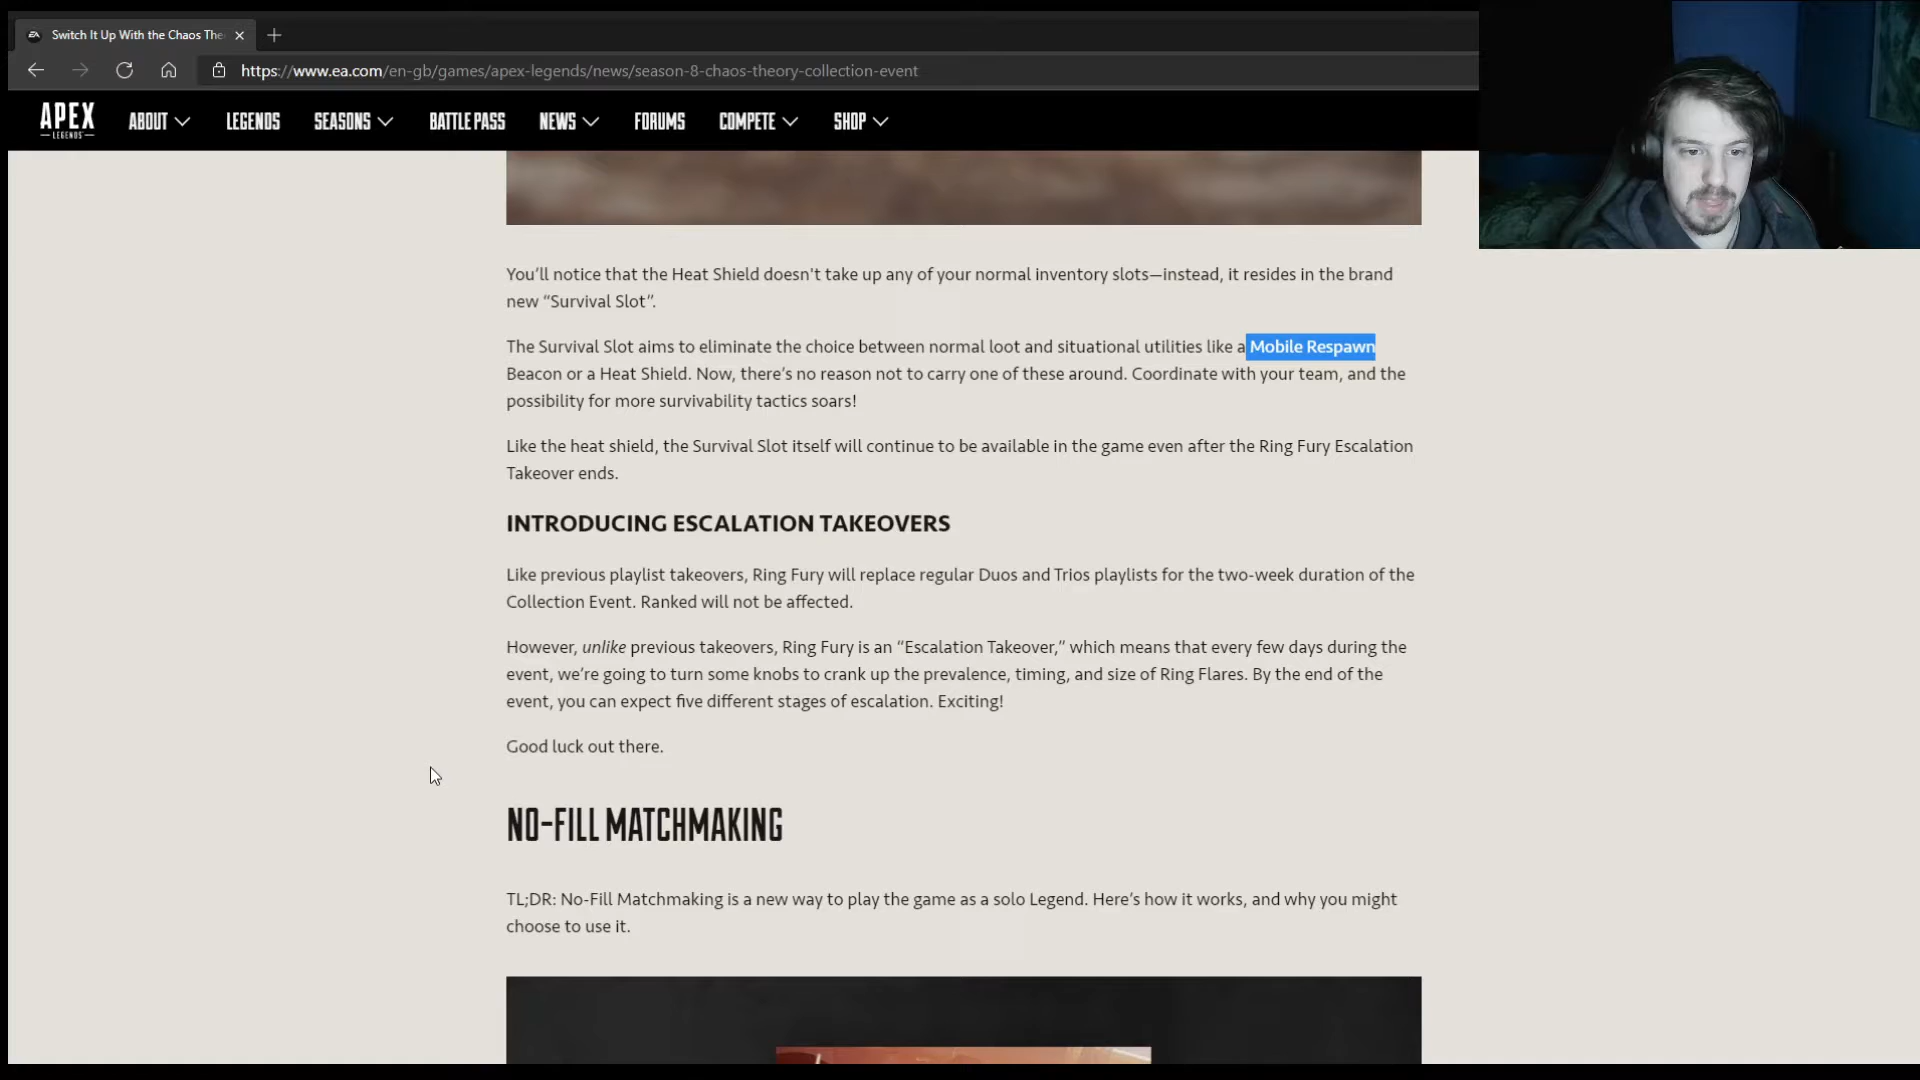 Switch It Up With the Chaos The
https://www.ea.com/en-gb/games/apex-legends/news/season-8-chaos-theory-collection-event
APEX
LEGENDS
ABOUT LEGENDS SEASONS BATTLE PASS NEWS FORUMS COMPETE SHOP
You’ll notice that the Heat Shield doesn't take up any of your normal inventory slots—instead, it resides in the brand
new “Survival Slot”.
The Survival Slot aims to eliminate the choice between normal loot and situational utilities like a Mobile Respawn
Beacon or a Heat Shield. Now, there’s no reason not to carry one of these around. Coordinate with your team, and the
possibility for more survivability tactics soars!
Like the heat shield, the Survival Slot itself will continue to be available in the game even after the Ring Fury Escalation
Takeover ends.
INTRODUCING ESCALATION TAKEOVERS
Like previous playlist takeovers, Ring Fury will replace regular Duos and Trios playlists for the two-week duration of the
Collection Event. Ranked will not be affected.
However, unlike previous takeovers, Ring Fury is an “Escalation Takeover,” which means that every few days during the
event, we’re going to turn some knobs to crank up the prevalence, timing, and size of Ring Flares. By the end of the
event, you can expect five different stages of escalation. Exciting!
Good luck out there.
NO-FILL MATCHMAKING
TL;DR: No-Fill Matchmaking is a new way to play the game as a solo Legend. Here’s how it works, and why you might
choose to use it.